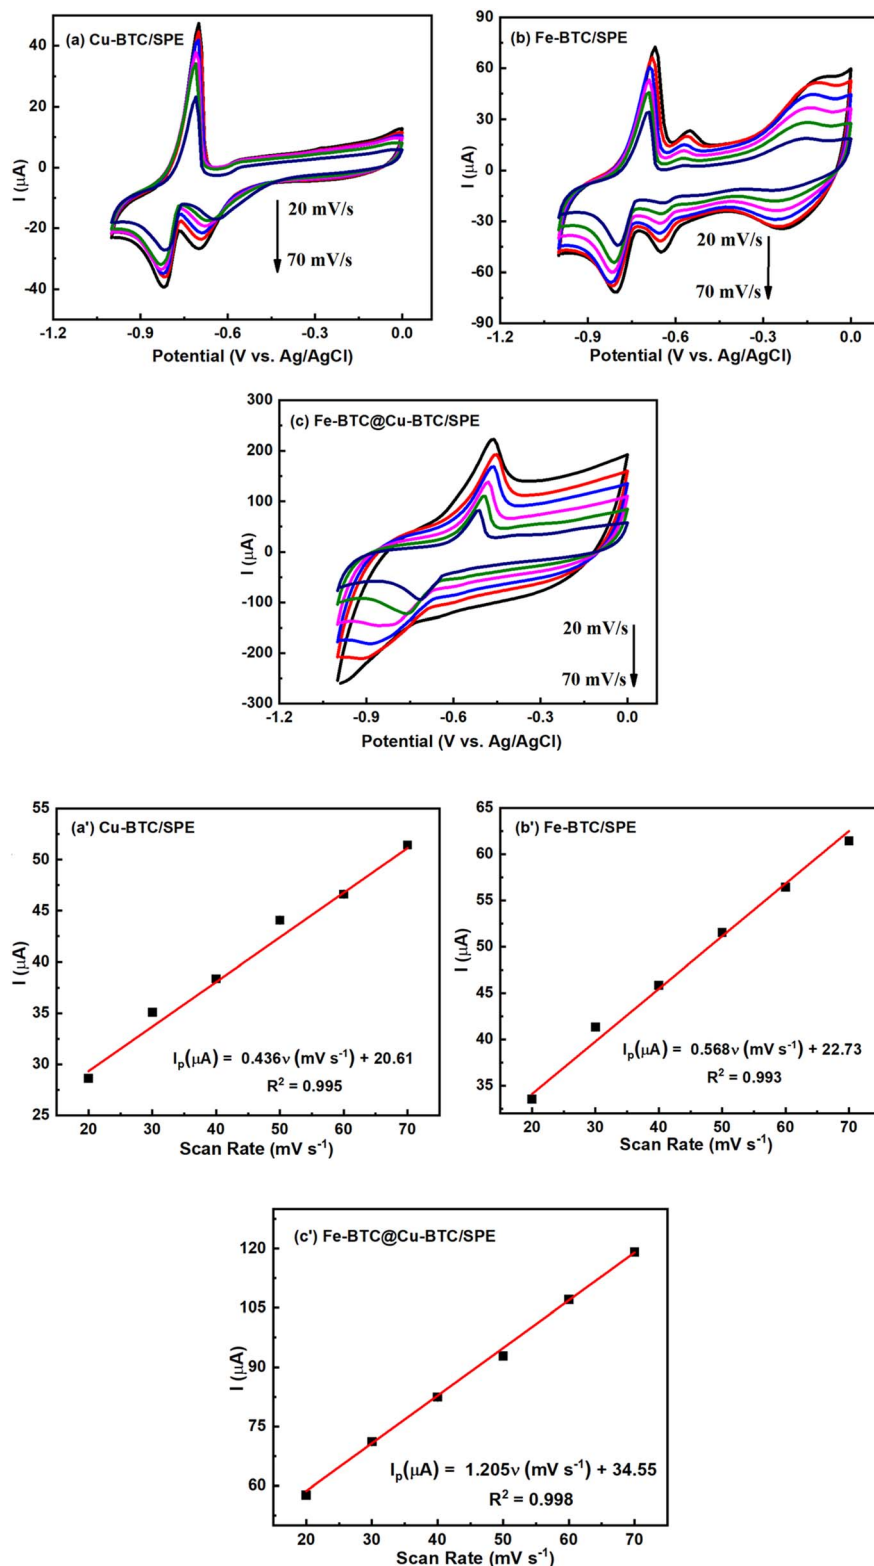 (a) Cu-BTC/SPE
40
20
0
-20
-40
I (μA)
20 mV/s
70 mV/s
-1.2 -0.9 -0.6 -0.3 0.0
Potential (V vs. Ag/AgCl)
(b) Fe-BTC/SPE
90
60
30
0
-30
-60
-90
I (μA)
20 mV/s
70 mV/s
-1.2 -0.9 -0.6 -0.3 0.0
Potential (V vs. Ag/AgCl)
(c) Fe-BTC@Cu-BTC/SPE
300
200
100
0
-100
-200
-300
I (μA)
20 mV/s
70 mV/s
-1.2 -0.9 -0.6 -0.3 0.0
Potential (V vs. Ag/AgCl)
(a') Cu-BTC/SPE
55
50
45
40
35
30
25
I (μA)
Iₚ(μA) = 0.436ν (mV s⁻¹) + 20.61
R² = 0.995
20 30 40 50 60 70
Scan Rate (mV s⁻¹)
(b') Fe-BTC/SPE
65
60
55
50
45
40
35
I (μA)
Iₚ(μA) = 0.568ν (mV s⁻¹) + 22.73
R² = 0.993
20 30 40 50 60 70
Scan Rate (mV s⁻¹)
(c') Fe-BTC@Cu-BTC/SPE
120
105
90
75
60
I (μA)
Iₚ(μA) = 1.205ν (mV s⁻¹) + 34.55
R² = 0.998
20 30 40 50 60 70
Scan Rate (mV s⁻¹)